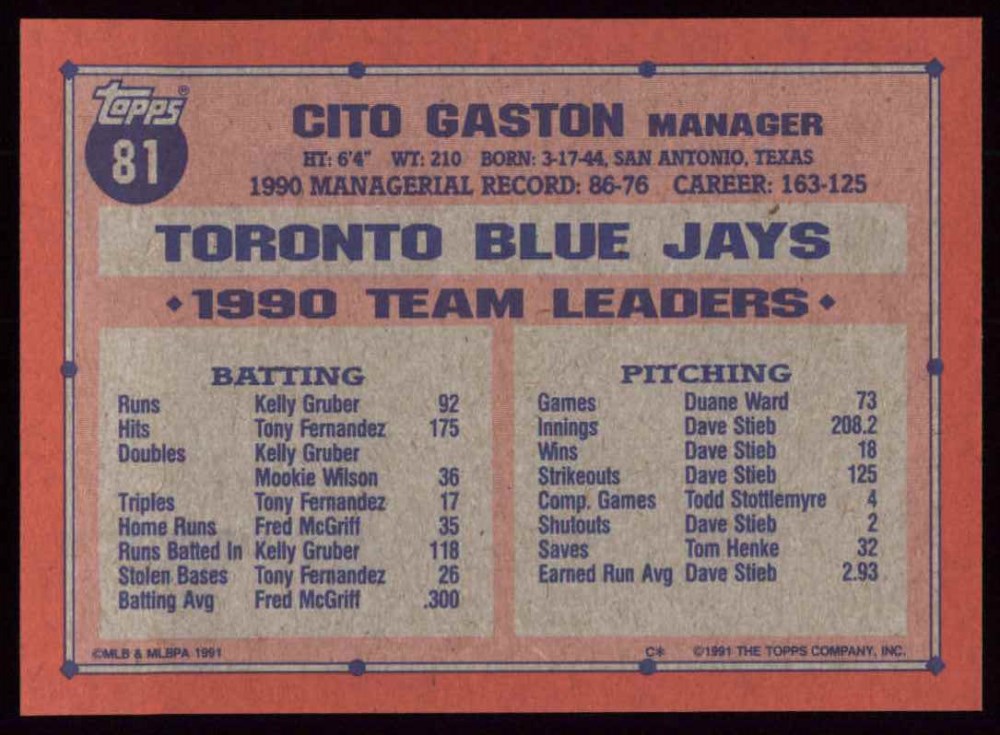 topps®
81
CITO GASTON MANAGER
HT: 6'4" WT: 210 BORN: 3-17-44, SAN ANTONIO, TEXAS
1990 MANAGERIAL RECORD: 86-76 CAREER: 163-125
TORONTO BLUE JAYS
◆1990 TEAM LEADERS◆
BATTING
Runs Kelly Gruber 92
Hits Tony Fernandez 175
Doubles Kelly Gruber
Mookie Wilson 36
Triples Tony Fernandez 17
Home Runs Fred McGriff 35
Runs Batted In Kelly Gruber 118
Stolen Bases Tony Fernandez 26
Batting Avg Fred McGriff .300
PITCHING
Games Duane Ward 73
Innings Dave Stieb 208.2
Wins Dave Stieb 18
Strikeouts Dave Stieb 125
Comp. Games Todd Stottlemyre 4
Shutouts Dave Stieb 2
Saves Tom Henke 32
Earned Run Avg Dave Stieb 2.93
©MLB & MLBPA 1991
C* ©1991 THE TOPPS COMPANY, INC.